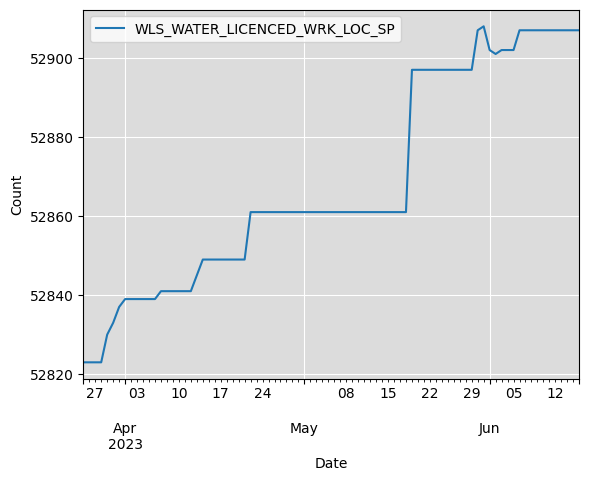 WLS_WATER_LICENCED_WRK_LOC_SP
52900
52880
52860
52840
52820
Count
27 03 10 17 24 08 15 22 29 05 12
Apr May Jun
2023
Date